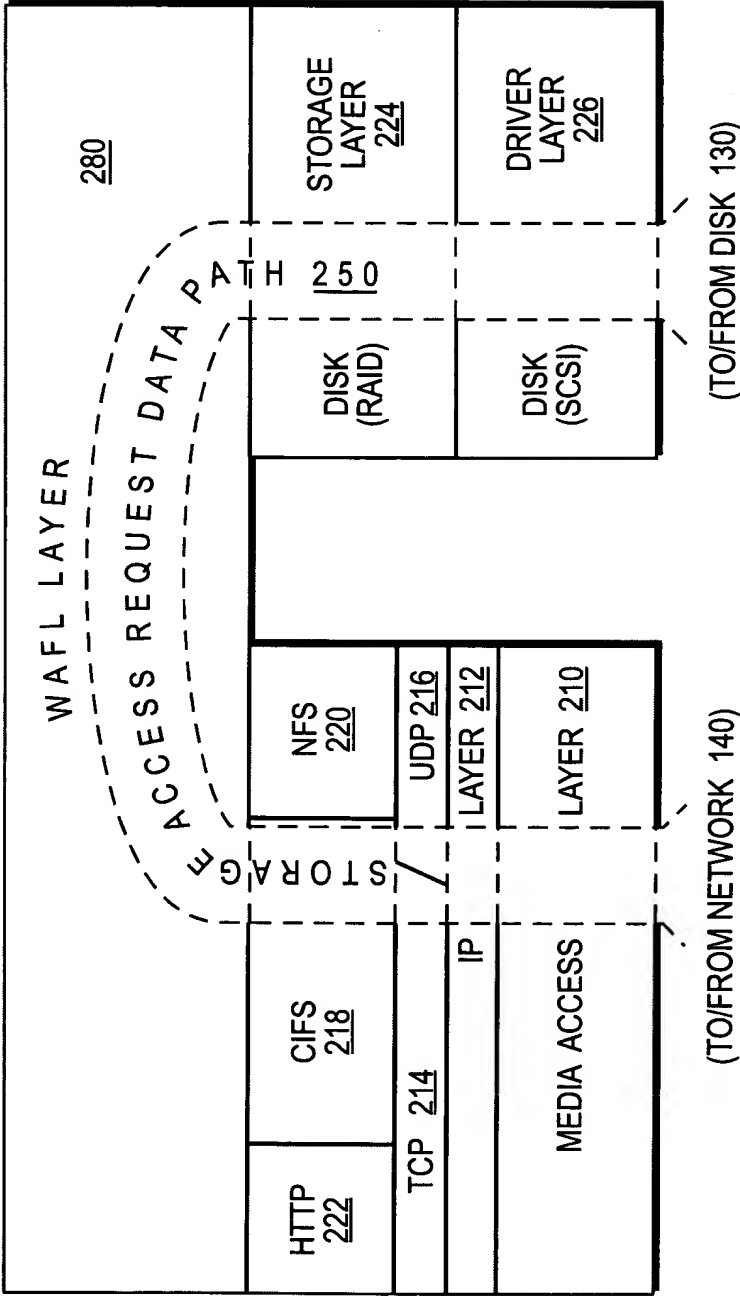 WAFL LAYER
280
STORAGE ACCESS REQUEST DATA PATH 250
HTTP
222
CIFS
218
NFS
220
TCP 214
UDP 216
IP
LAYER 212
MEDIA ACCESS
LAYER 210
(TO/FROM NETWORK 140)
DISK
(RAID)
STORAGE
LAYER
224
DISK
(SCSI)
DRIVER
LAYER
226
(TO/FROM DISK 130)